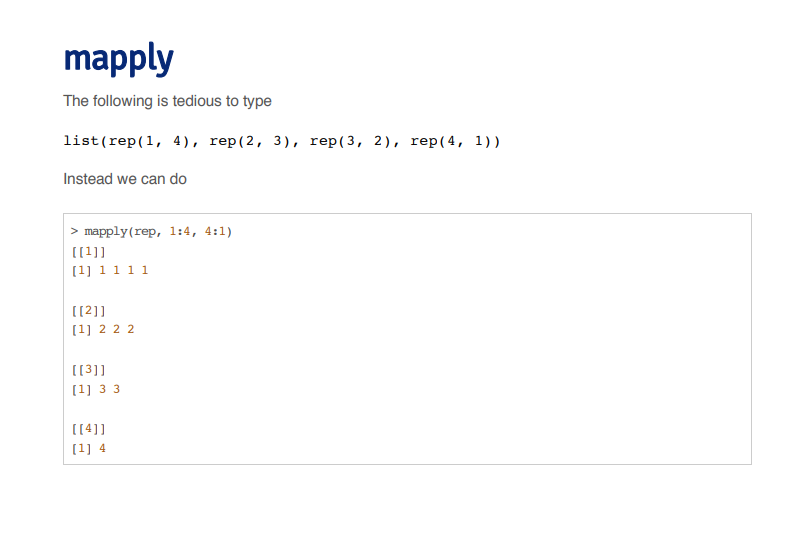 mapply
The following is tedious to type
list(rep(1, 4), rep(2, 3), rep(3, 2), rep(4, 1))
Instead we can do
> mapply(rep, 1:4, 4:1)
[[1]]
[1] 1 1 1 1
[[2]]
[1] 2 2 2
[[3]]
[1] 3 3
[[4]]
[1] 4